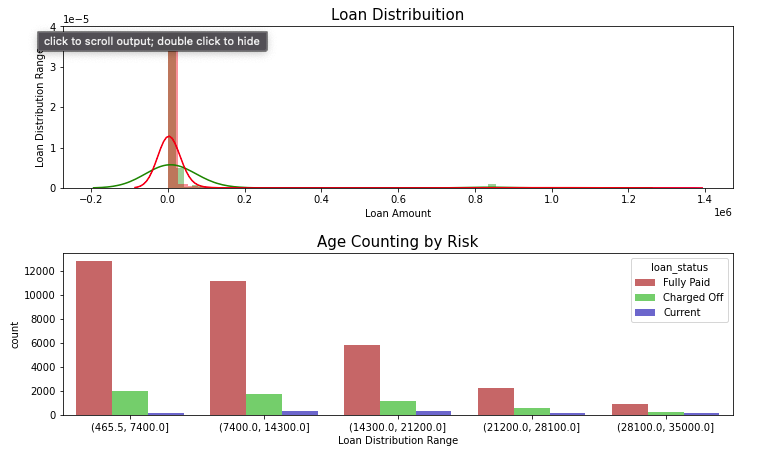 Loan Distribuition
1e−5
4
click to scroll output; double click to hide
3
2
1
0
Loan Distribution Range
−0.2
0.0
0.2
0.4
0.6
0.8
1.0
1.2
1.4
1e6
Loan Amount
Age Counting by Risk
12000
10000
8000
6000
4000
2000
0
count
loan_status
Fully Paid
Charged Off
Current
(465.5, 7400.0]
(7400.0, 14300.0]
(14300.0, 21200.0]
(21200.0, 28100.0]
(28100.0, 35000.0]
Loan Distribution Range